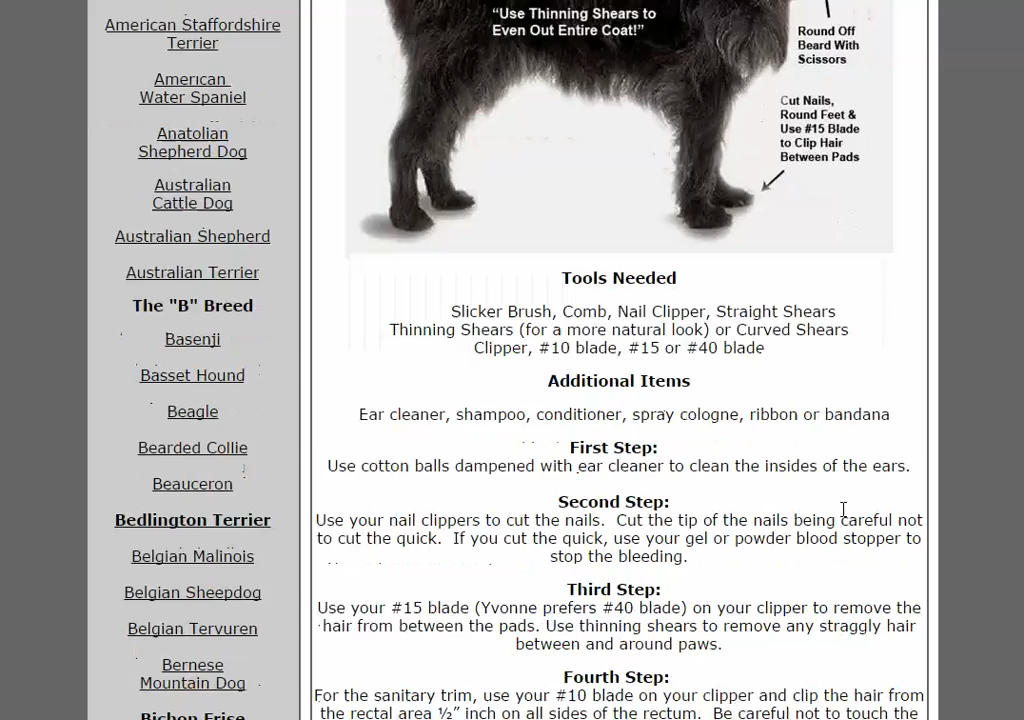 American Staffordshire
Terrier
American
Water Spaniel
Anatolian
Shepherd Dog
Australian
Cattle Dog
Australian Shepherd
Australian Terrier
The "B" Breed
Basenji
Basset Hound
Beagle
Bearded Collie
Beauceron
Bedlington Terrier
Belgian Malinois
Belgian Sheepdog
Belgian Tervuren
Bernese
Mountain Dog
Bichon Frise
“Use Thinning Shears to
Even Out Entire Coat!”
Round Off
Beard With
Scissors
Cut Nails,
Round Feet &
Use #15 Blade
to Clip Hair
Between Pads
Tools Needed
Slicker Brush, Comb, Nail Clipper, Straight Shears
Thinning Shears (for a more natural look) or Curved Shears
Clipper, #10 blade, #15 or #40 blade
Additional Items
Ear cleaner, shampoo, conditioner, spray cologne, ribbon or bandana
First Step:
Use cotton balls dampened with ear cleaner to clean the insides of the ears.
Second Step:
Use your nail clippers to cut the nails.  Cut the tip of the nails being careful not
to cut the quick.  If you cut the quick, use your gel or powder blood stopper to
stop the bleeding.
Third Step:
Use your #15 blade (Yvonne prefers #40 blade) on your clipper to remove the
hair from between the pads. Use thinning shears to remove any straggly hair
between and around paws.
Fourth Step:
For the sanitary trim, use your #10 blade on your clipper and clip the hair from
the rectal area ½” inch on all sides of the rectum.  Be careful not to touch the